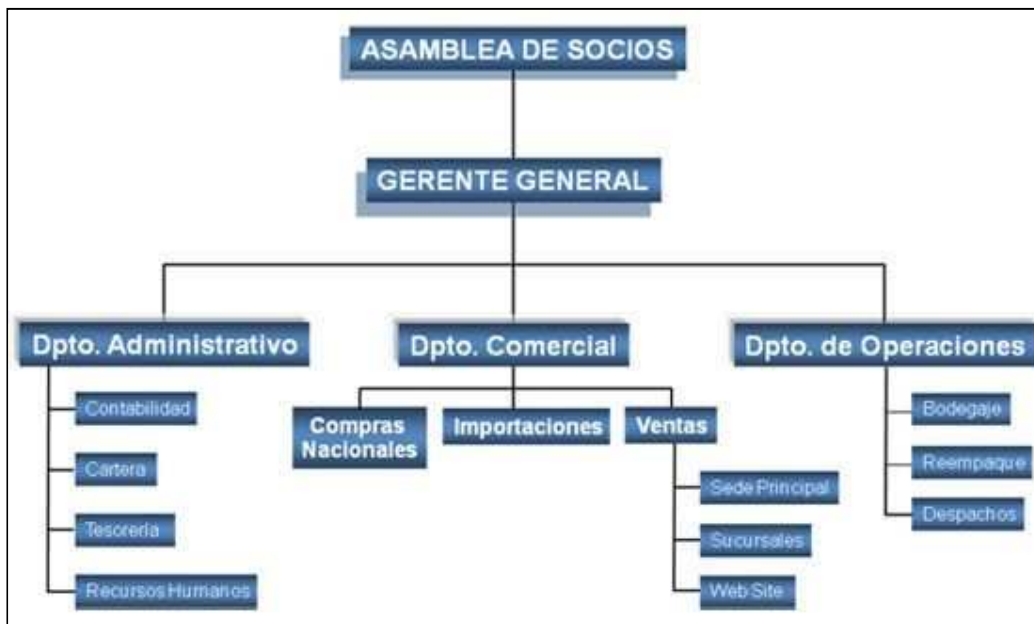 ASAMBLEA DE SOCIOS
GERENTE GENERAL
Dpto. Administrativo
Contabilidad
Cartera
Tesorería
Recursos Humanos
Dpto. Comercial
Compras
Nacionales
Importaciones
Ventas
Sede Principal
Sucursales
Web Site
Dpto. de Operaciones
Bodegaje
Reempaque
Despachos